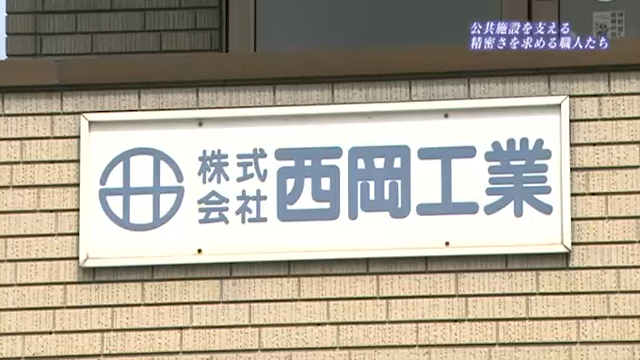 公共施設を支える
精密さを求める職人たち
株式会社 西岡工業